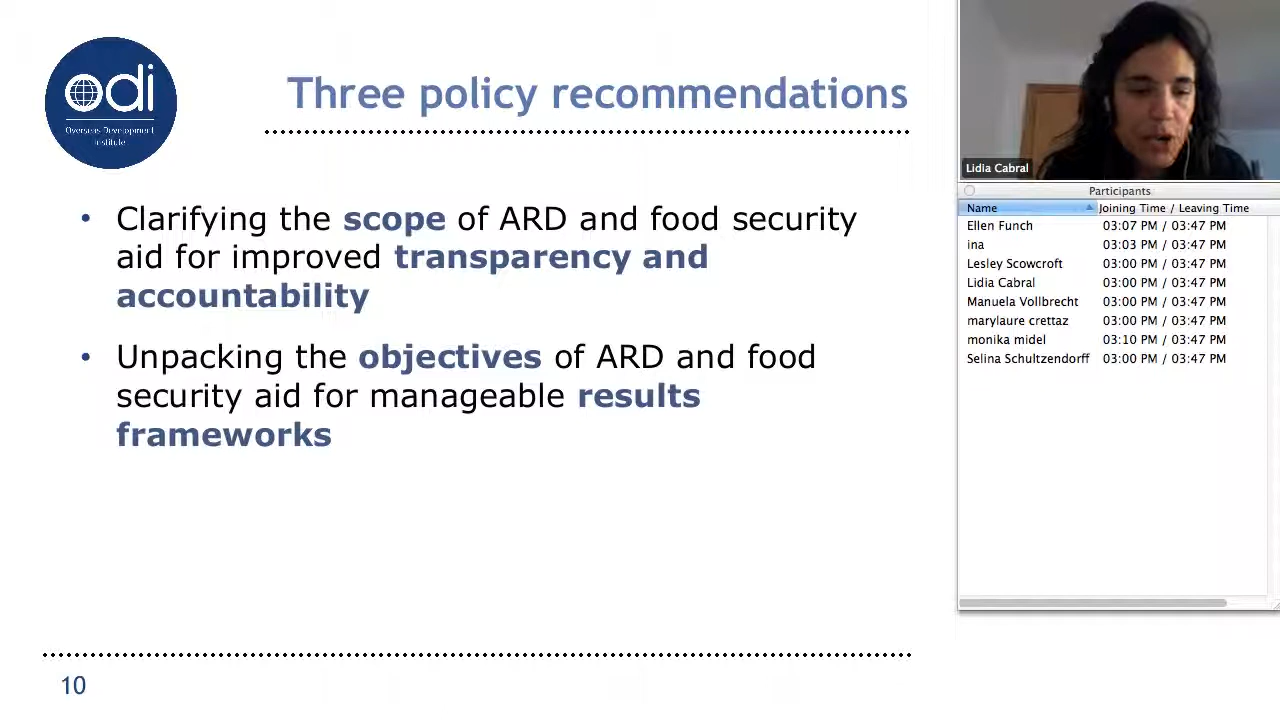 odi
Overseas Development
Institute
Three policy recommendations
• Clarifying the scope of ARD and food security
aid for improved transparency and
accountability
• Unpacking the objectives of ARD and food
security aid for manageable results
frameworks
10
Lidia Cabral
Participants
Name Joining Time / Leaving Time
Ellen Funch 03:07 PM / 03:47 PM
ina 03:03 PM / 03:47 PM
Lesley Scowcroft 03:00 PM / 03:47 PM
Lidia Cabral 03:00 PM / 03:47 PM
Manuela Vollbrecht 03:00 PM / 03:47 PM
marylaure crettaz 03:00 PM / 03:47 PM
monika midel 03:10 PM / 03:47 PM
Selina Schultzendorff 03:00 PM / 03:47 PM